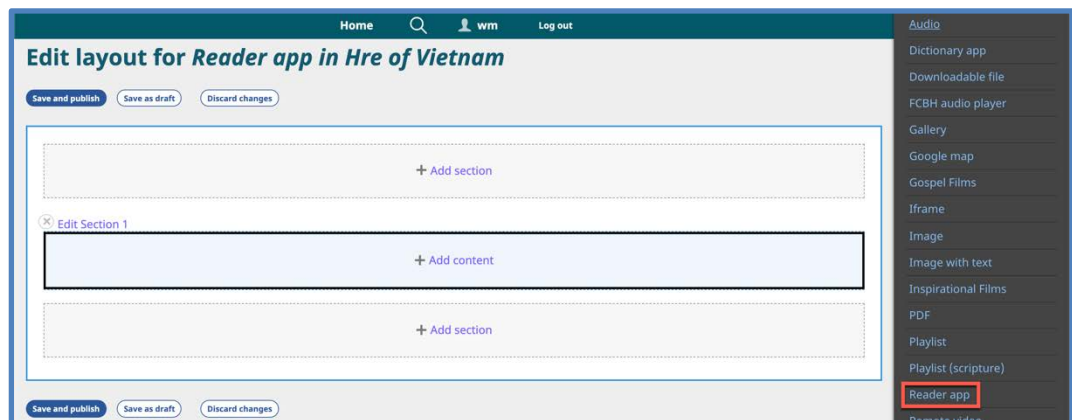 Home wm Log out
Edit layout for Reader app in Hre of Vietnam
Save and publish Save as draft Discard changes
+ Add section
Edit Section 1
+ Add content
+ Add section
Save and publish Save as draft Discard changes
Audio
Dictionary app
Downloadable file
FCBH audio player
Gallery
Google map
Gospel Films
Iframe
Image
Image with text
Inspirational Films
PDF
Playlist
Playlist (scripture)
Reader app
Remote video